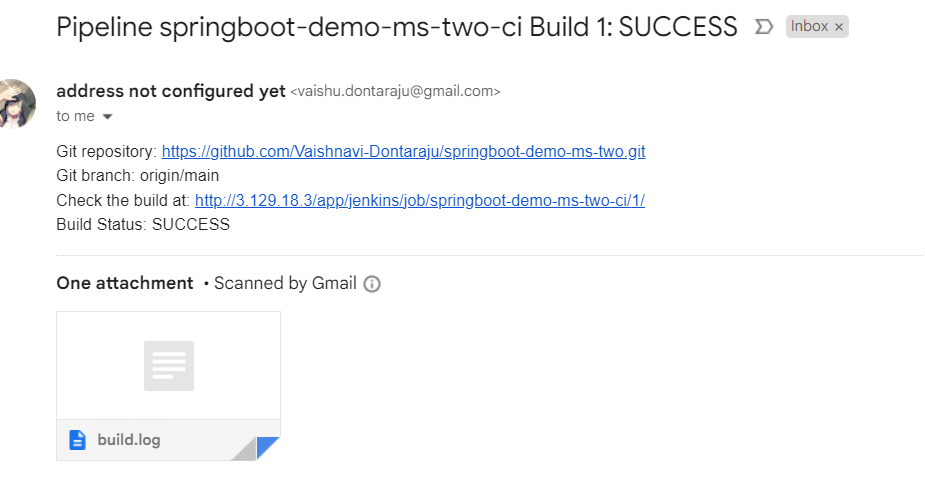 Pipeline springboot-demo-ms-two-ci Build 1: SUCCESS Inbox ×
address not configured yet <vaishu.dontaraju@gmail.com>
to me
Git repository: https://github.com/Vaishnavi-Dontaraju/springboot-demo-ms-two.git
Git branch: origin/main
Check the build at: http://3.129.18.3/app/jenkins/job/springboot-demo-ms-two-ci/1/
Build Status: SUCCESS
One attachment • Scanned by Gmail
build.log